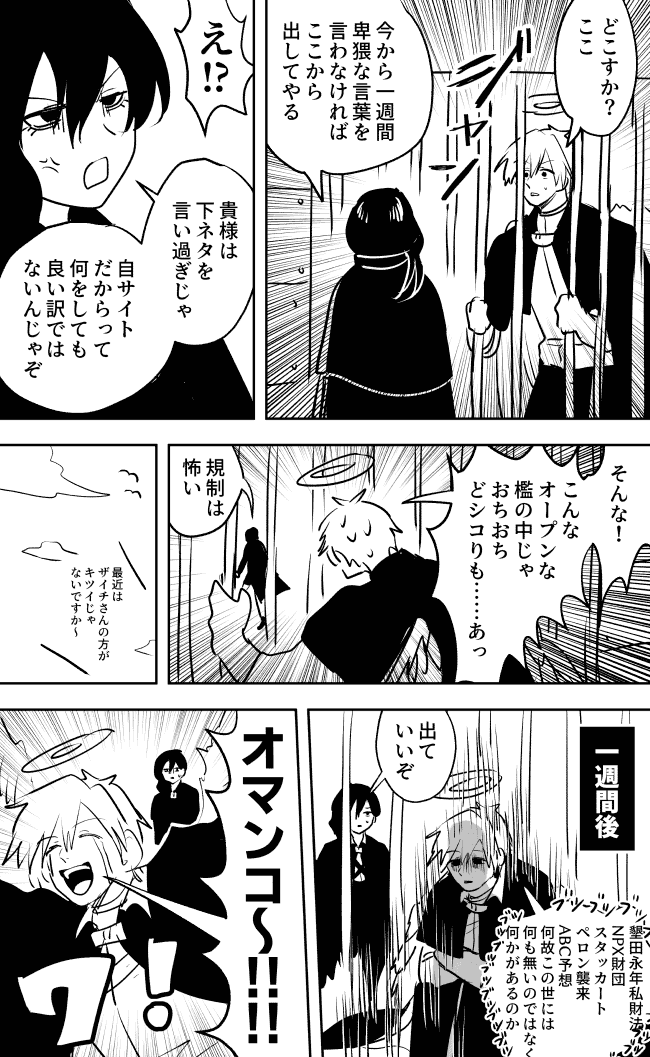 どこすか？
ここ
ジャン
今から一週間
卑猥な言葉を
言わなければ
ここから
出してやる
え!?
貴様は
下ネタを
言い過ぎじゃ
自サイト
だからって
何をしても
良い訳では
ないんじゃぞ
そんな！
こんな
オープンな
檻の中じゃ
おちおち
どシコりも……あっ
規制は
怖い
最近は
ザイチさんの方が
キツイじゃ
ないですか〜
一週間後
出て
いいぞ
ブツブツブツブツ
墾田永年私財法
NPX財団
スタッカート
ペロン襲来
ABC予想
何故この世には
何も無いのではなく
何かがあるのか
オマンコ〜!!!!
ワ!